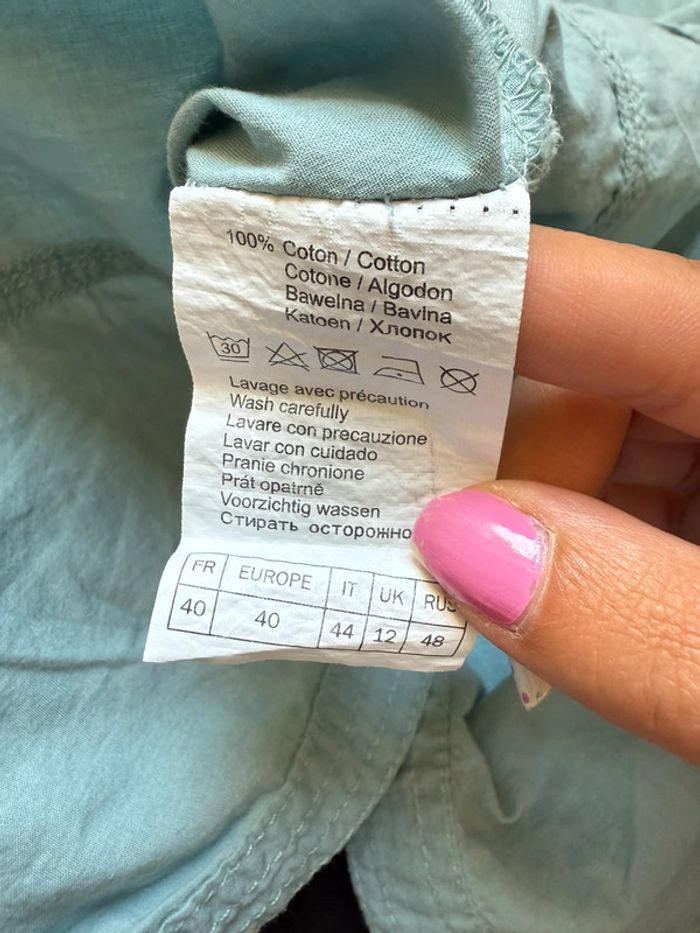 100% Coton / Cotton
Cotone / Algodon
Bawelna / Bavlna
Katoen / Хлопок
30
Lavage avec précaution
Wash carefully
Lavare con precauzione
Lavar con cuidado
Pranie chronione
Prát opatrně
Voorzichtig wassen
Стирать осторожно
FR EUROPE IT UK RUS
40 40 44 12 48